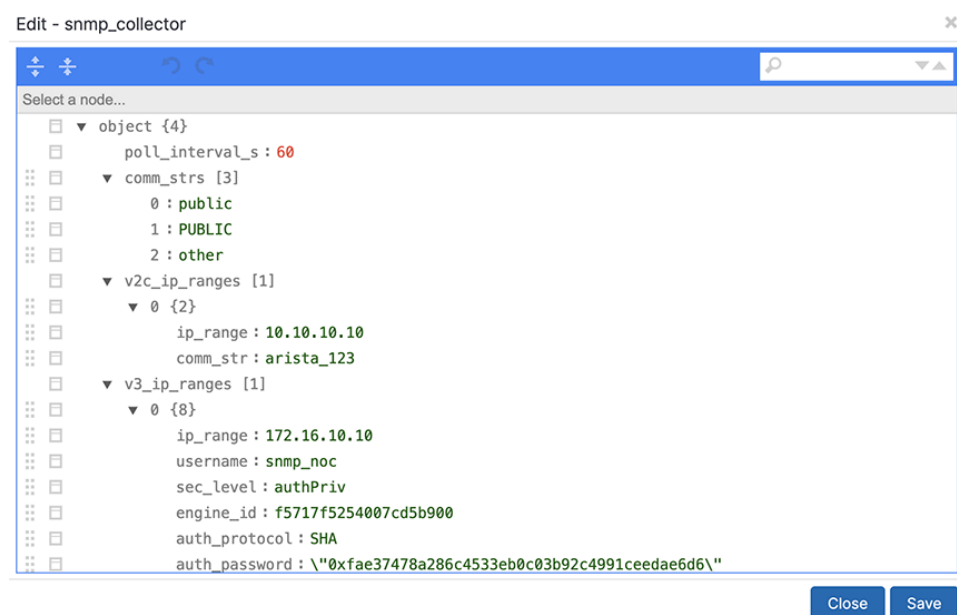 Edit - snmp_collector
Select a node...
object {4}
poll_interval_s : 60
comm_strs [3]
0 : public
1 : PUBLIC
2 : other
v2c_ip_ranges [1]
0 {2}
ip_range : 10.10.10.10
comm_str : arista_123
v3_ip_ranges [1]
0 {8}
ip_range : 172.16.10.10
username : snmp_noc
sec_level : authPriv
engine_id : f5717f5254007cd5b900
auth_protocol : SHA
auth_password : \"0xfae37478a286c4533eb0c03b92c4991ceedae6d6\"
Close Save